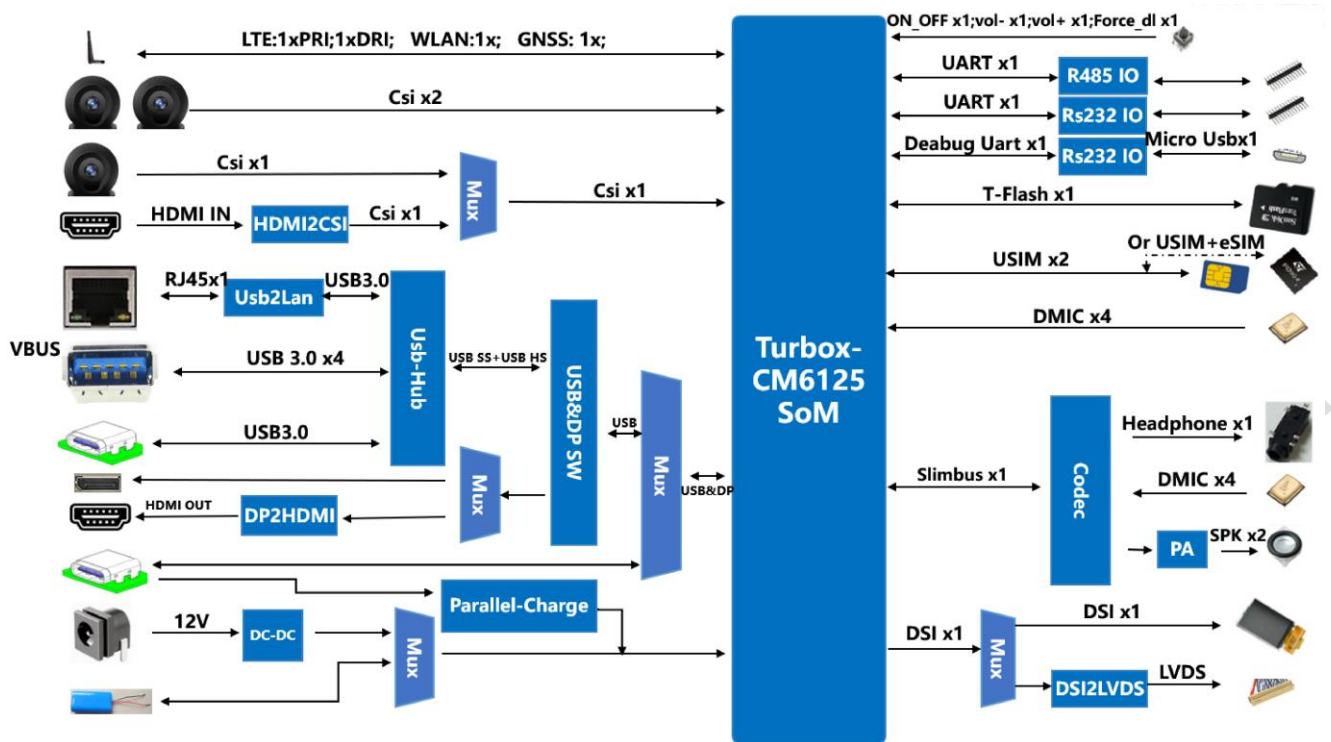 ON_OFF x1;vol- x1;vol+ x1;Force_dl x1
LTE:1xPRI;1xDRI; WLAN:1x; GNSS: 1x;
UART x1
R485 IO
Csi x2
UART x1
Rs232 IO
Deabug Uart x1
Rs232 IO
Micro Usbx1
Csi x1
Mux
Csi x1
T-Flash x1
HDMI IN
HDMI2CSI
Csi x1
Or USIM+eSIM
USIM x2
RJ45x1
Usb2Lan
USB3.0
DMIC x4
VBUS
USB 3.0 x4
Usb-Hub
USB SS+USB HS
USB&DP SW
Turbox-
CM6125
SoM
USB3.0
USB
Mux
USB&DP
Mux
HDMI OUT
DP2HDMI
Headphone x1
Slimbus x1
Codec
DMIC x4
PA
SPK x2
Parallel-Charge
12V
DC-DC
Mux
DSI x1
Mux
DSI x1
DSI2LVDS
LVDS